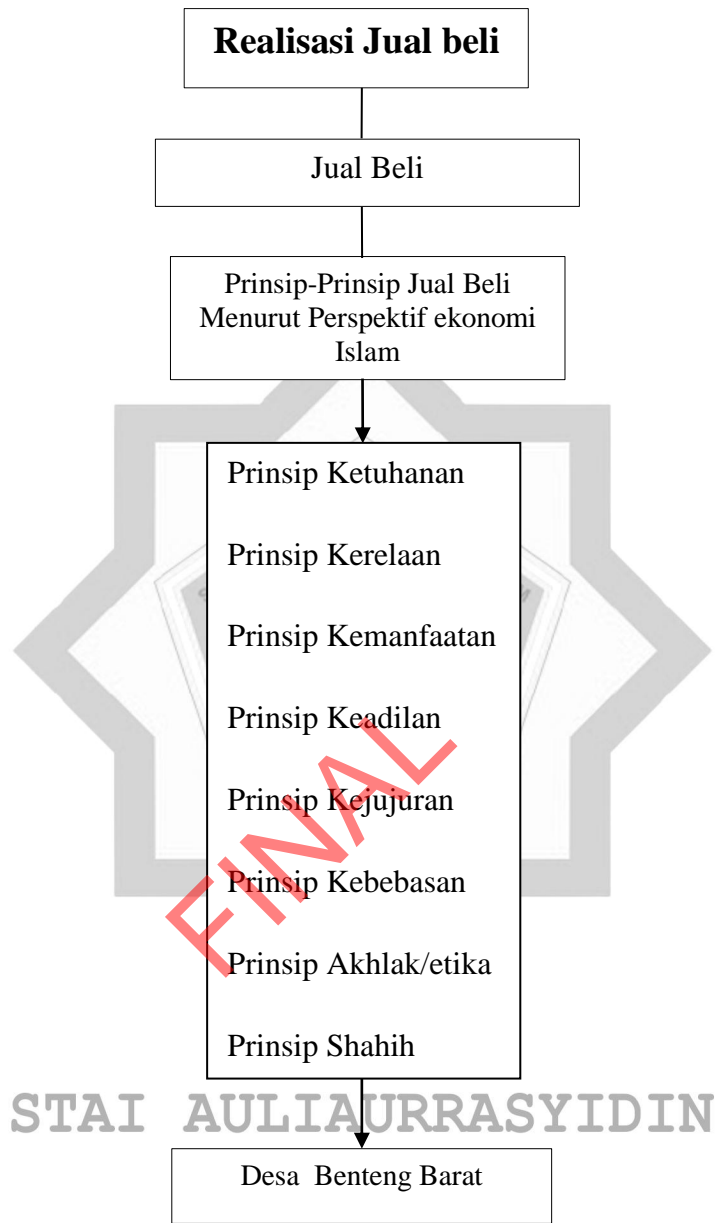 Realisasi Jual beli
Jual Beli
Prinsip-Prinsip Jual Beli
Menurut Perspektif ekonomi
Islam
Prinsip Ketuhanan
Prinsip Kerelaan
Prinsip Kemanfaatan
Prinsip Keadilan
Prinsip Kejujuran
Prinsip Kebebasan
Prinsip Akhlak/etika
Prinsip Shahih
FINAL
STAI AULIAURRASYIDIN
Desa Benteng Barat